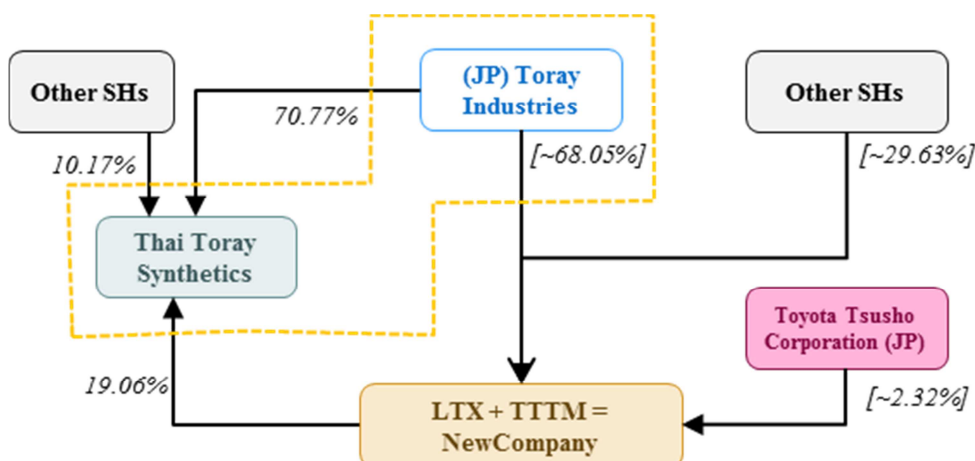 Other SHs
(JP) Toray
Industries
Other SHs
70.77%
10.17%
[~68.05%]
[~29.63%]
Thai Toray
Synthetics
Toyota Tsusho
Corporation (JP)
19.06%
[~2.32%]
LTX + TTTM =
NewCompany